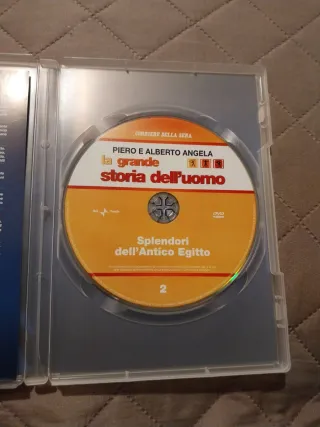 CORRIERE DELLA SERA
PIERO E ALBERTO ANGELA
la grande
storia dell'uomo
Splendori
dell'Antico Egitto
2